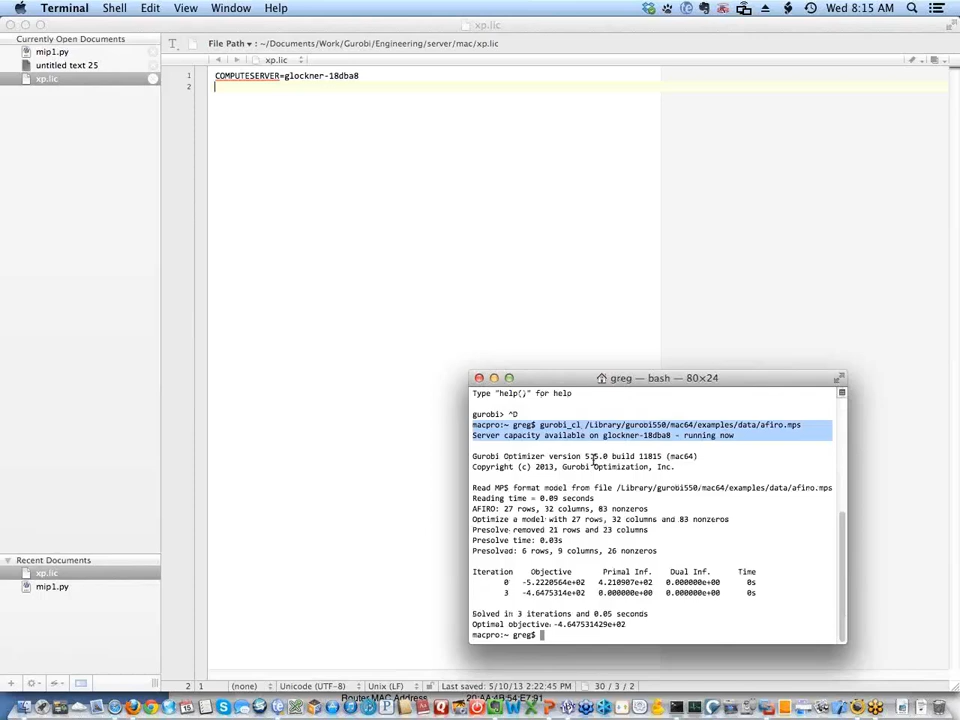 Terminal Shell Edit View Window Help Wed 8:15 AM
xp.lic
Currently Open Documents
mip1.py
untitled text 25
xp.lic
File Path ▾ : ~/Documents/Work/Gurobi/Engineering/server/mac/xp.lic
xp.lic
1 COMPUTESERVER=glockner-18dba8
2
greg — bash — 80×24
Type "help()" for help
gurobi> ^D
macpro:~ greg$ gurobi_cl /Library/gurobi550/mac64/examples/data/afiro.mps
Server capacity available on glockner-18dba8 - running now
Gurobi Optimizer version 5.5.0 build 11815 (mac64)
Copyright (c) 2013, Gurobi Optimization, Inc.
Read MPS format model from file /Library/gurobi550/mac64/examples/data/afiro.mps
Reading time = 0.09 seconds
AFIRO: 27 rows, 32 columns, 83 nonzeros
Optimize a model with 27 rows, 32 columns and 83 nonzeros
Presolve removed 21 rows and 23 columns
Presolve time: 0.03s
Presolved: 6 rows, 9 columns, 26 nonzeros
Iteration Objective Primal Inf. Dual Inf. Time
0 -5.2220564e+02 4.210907e+02 0.000000e+00 0s
3 -4.6475314e+02 0.000000e+00 0.000000e+00 0s
Solved in 3 iterations and 0.05 seconds
Optimal objective -4.647531429e+02
macpro:~ greg$
Recent Documents
xp.lic
mip1.py
2 1 (none) Unicode (UTF-8) Unix (LF) Last saved: 5/10/13 2:22:45 PM 30 / 3 / 2
Router MAC Address